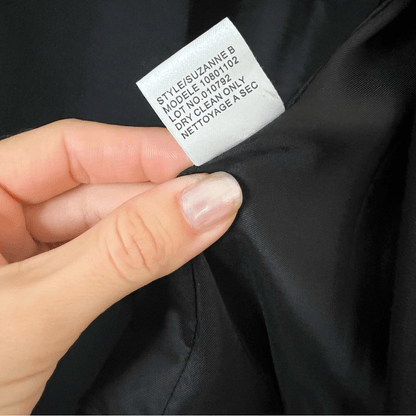 STYLE/SUZANNE B
MODELE 10801102
LOT NO.010792
DRY CLEAN ONLY
NETTOYAGE A SEC